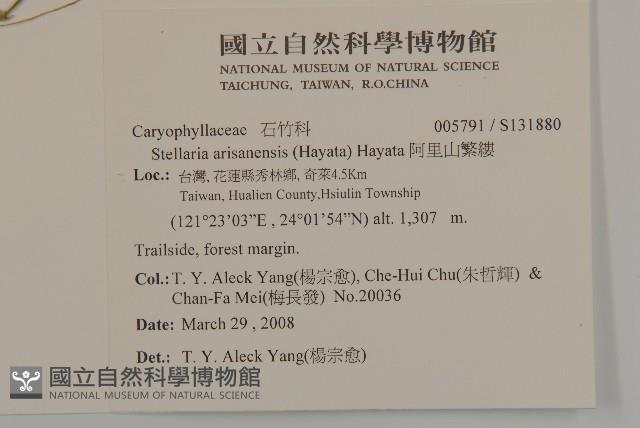 國立自然科學博物館
NATIONAL MUSEUM OF NATURAL SCIENCE
TAICHUNG, TAIWAN, R.O.CHINA
Caryophyllaceae 石竹科 005791 / S131880
Stellaria arisanensis (Hayata) Hayata 阿里山繁縷
Loc.: 台灣, 花蓮縣秀林鄉, 奇萊4.5Km
Taiwan, Hualien County,Hsiulin Township
(121°23’03”E , 24°01’54”N) alt. 1,307 m.
Trailside, forest margin.
Col.: T. Y. Aleck Yang(楊宗愈), Che-Hui Chu(朱哲輝) &
Chan-Fa Mei(梅長發) No.20036
Date: March 29 , 2008
Det.: T. Y. Aleck Yang(楊宗愈)
國立自然科學博物館
NATIONAL MUSEUM OF NATURAL SCIENCE